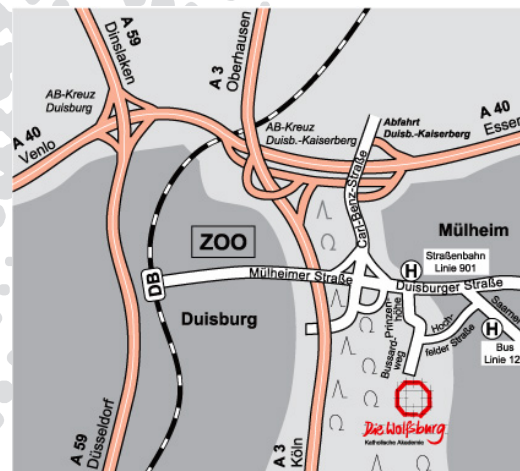 A 59
Dinslaken
A 3
Oberhausen
AB-Kreuz
Duisburg
A 40
Venlo
AB-Kreuz
Duisb.-Kaiserberg
Abfahrt
Duisb.-Kaiserberg
A 40
Essen
Carl-Benz-Straße
ZOO
Mülheim
H
Straßenbahn
Linie 901
DB
Mülheimer Straße
Duisburger Straße
Duisburg
Prinzen-
höhe
Bussard-
weg
Hoch-
felder Straße
H
Bus
Linie 12
A 59
Düsseldorf
A 3
Köln
Die Wolfsburg
Katholische Akademie